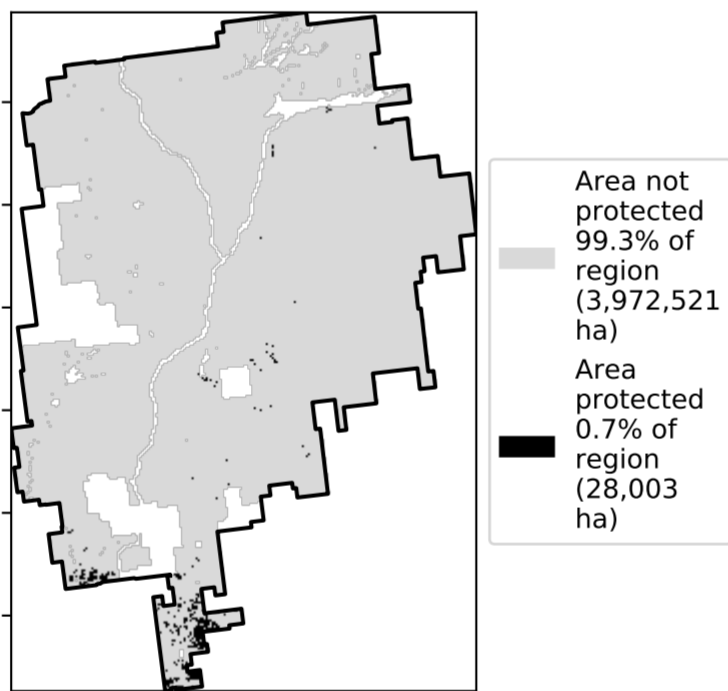 Area not
protected
99.3% of
region
(3,972,521
ha)
Area
protected
0.7% of
region
(28,003
ha)